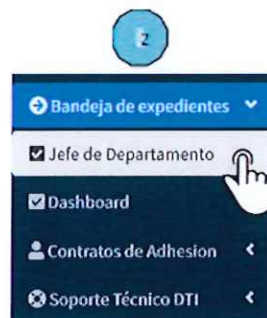 2
Bandeja de expedientes
Jefe de Departamento
Dashboard
Contratos de Adhesion
Soporte Técnico DTI